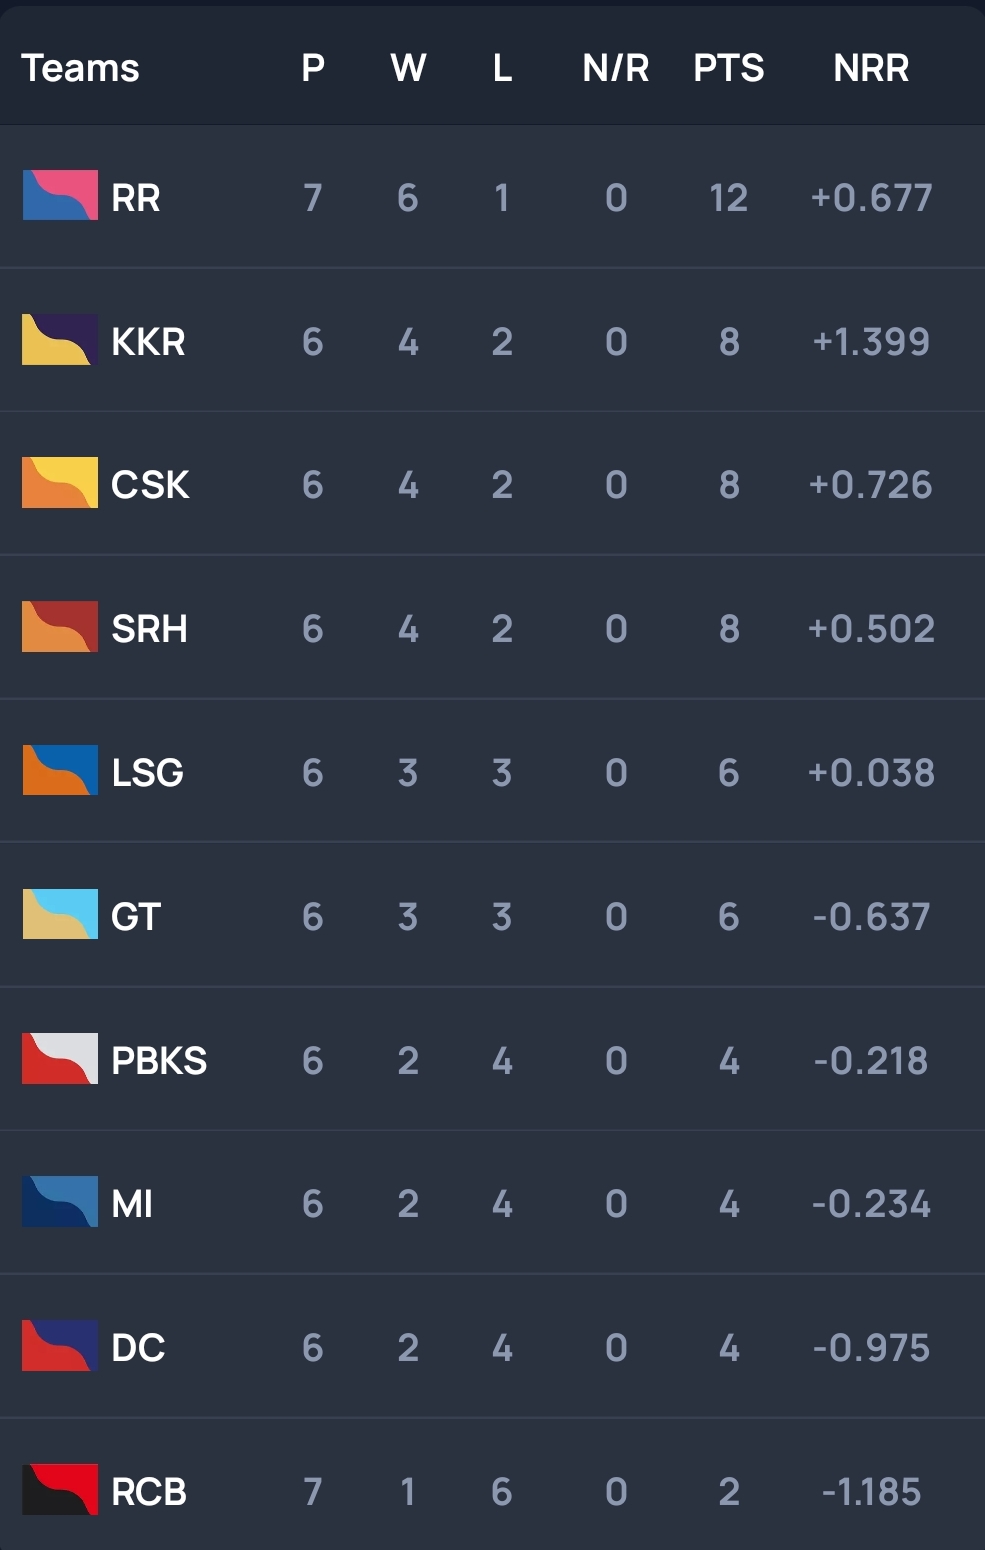 Teams P W L N/R PTS NRR
RR 7 6 1 0 12 +0.677
KKR 6 4 2 0 8 +1.399
CSK 6 4 2 0 8 +0.726
SRH 6 4 2 0 8 +0.502
LSG 6 3 3 0 6 +0.038
GT 6 3 3 0 6 -0.637
PBKS 6 2 4 0 4 -0.218
MI 6 2 4 0 4 -0.234
DC 6 2 4 0 4 -0.975
RCB 7 1 6 0 2 -1.185